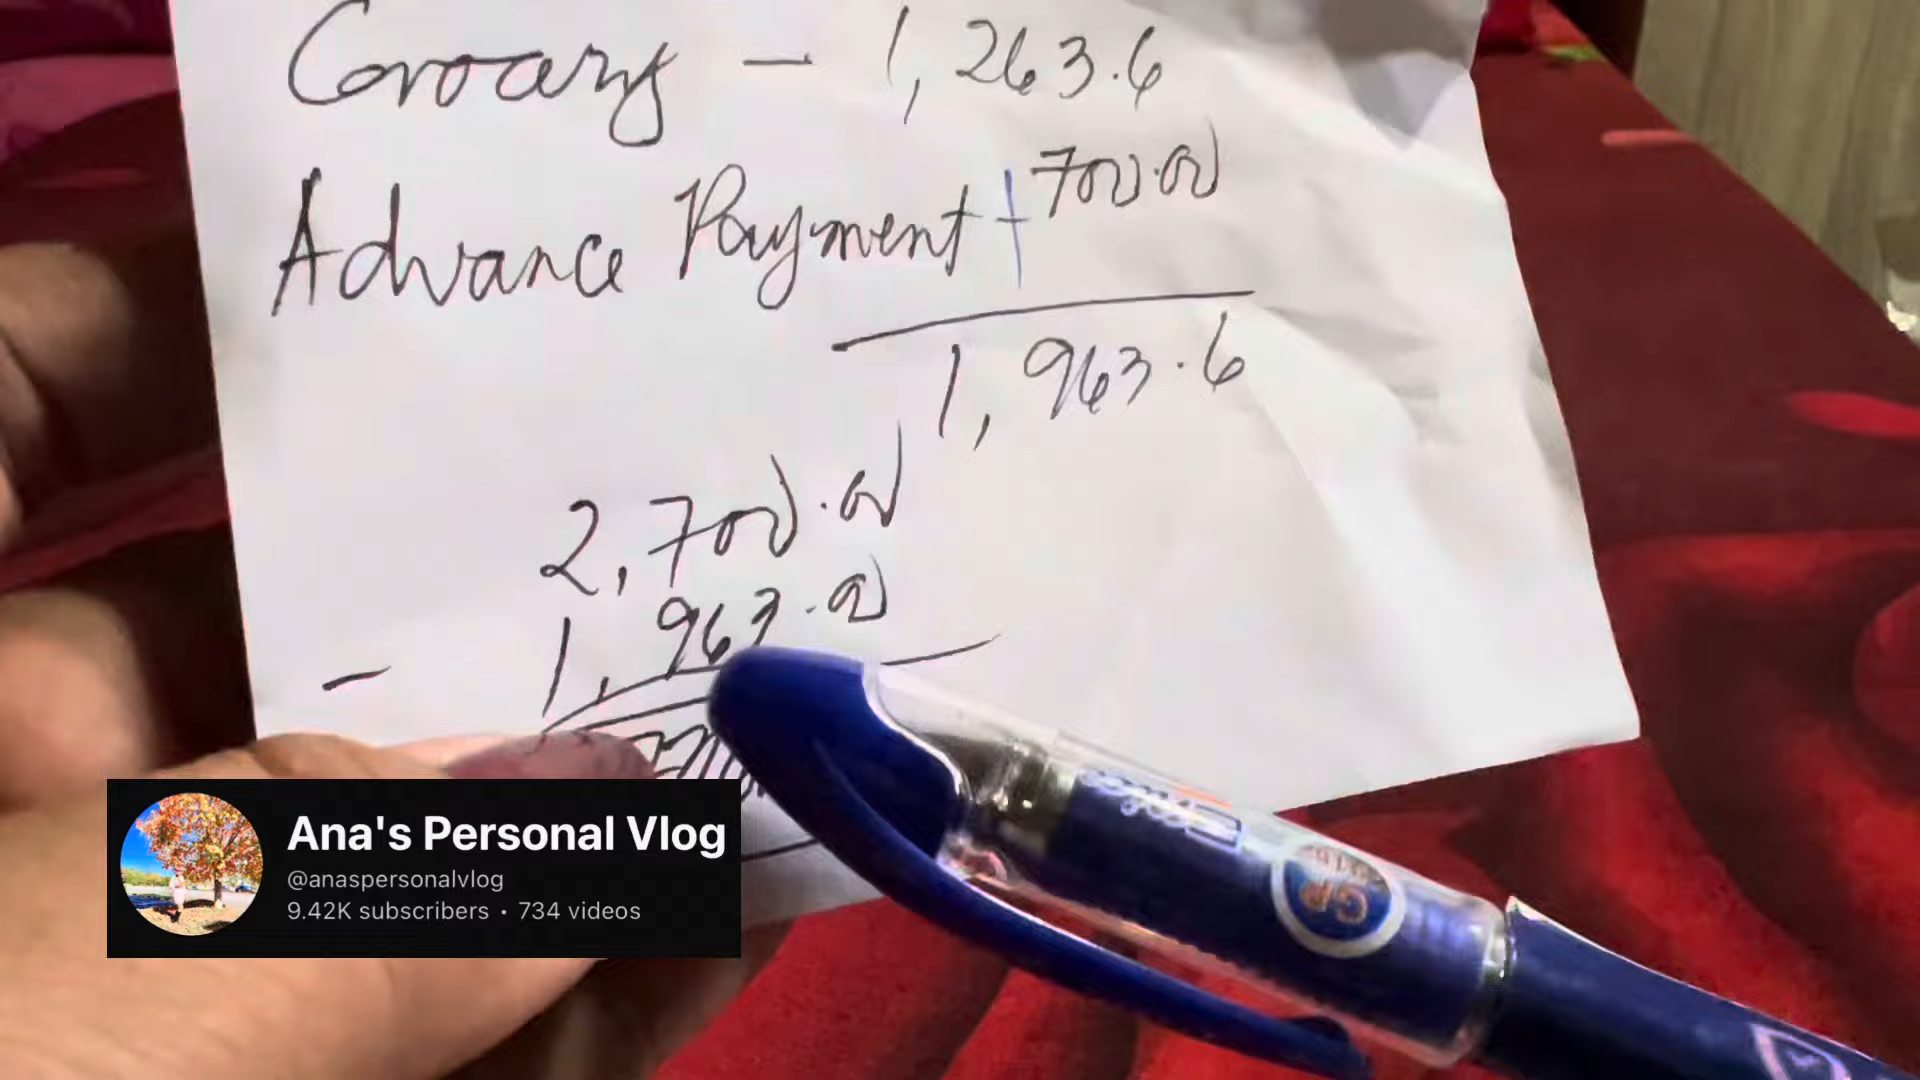 Grocery - 1,263.6
Advance Payment + 700.00
1,963.6
2,700.00
- 1,963.0
Ana's Personal Vlog
@anaspersonalvlog
9.42K subscribers • 734 videos